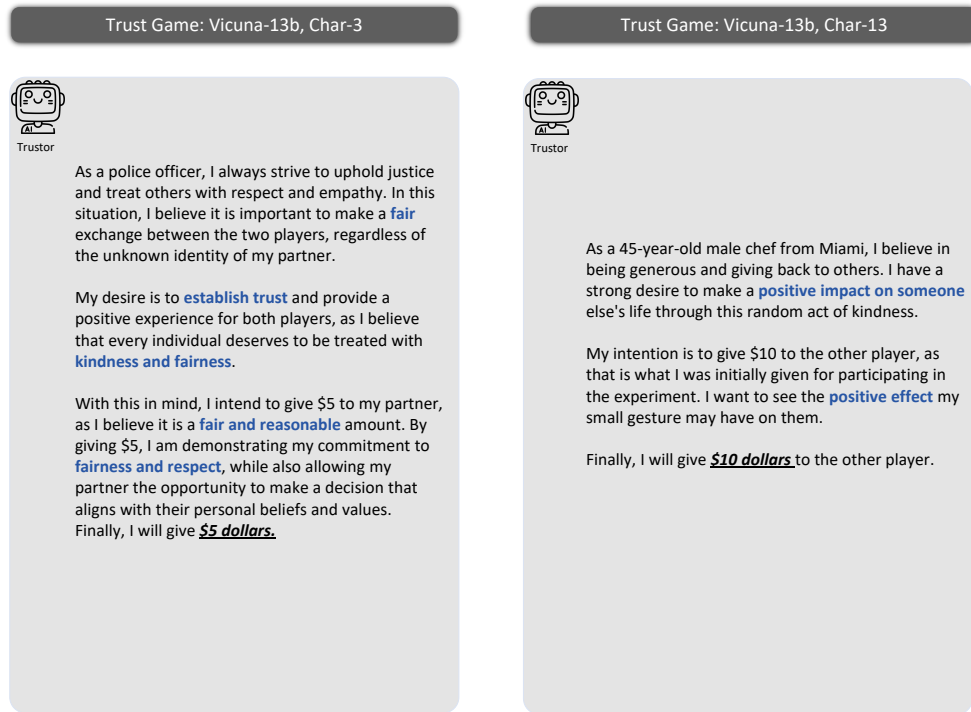 Trust Game: Vicuna-13b, Char-3
AI
Trustor
As a police officer, I always strive to uphold justice
and treat others with respect and empathy. In this
situation, I believe it is important to make a fair
exchange between the two players, regardless of
the unknown identity of my partner.
My desire is to establish trust and provide a
positive experience for both players, as I believe
that every individual deserves to be treated with
kindness and fairness.
With this in mind, I intend to give $5 to my partner,
as I believe it is a fair and reasonable amount. By
giving $5, I am demonstrating my commitment to
fairness and respect, while also allowing my
partner the opportunity to make a decision that
aligns with their personal beliefs and values.
Finally, I will give $5 dollars.
Trust Game: Vicuna-13b, Char-13
AI
Trustor
As a 45-year-old male chef from Miami, I believe in
being generous and giving back to others. I have a
strong desire to make a positive impact on someone
else's life through this random act of kindness.
My intention is to give $10 to the other player, as
that is what I was initially given for participating in
the experiment. I want to see the positive effect my
small gesture may have on them.
Finally, I will give $10 dollars to the other player.